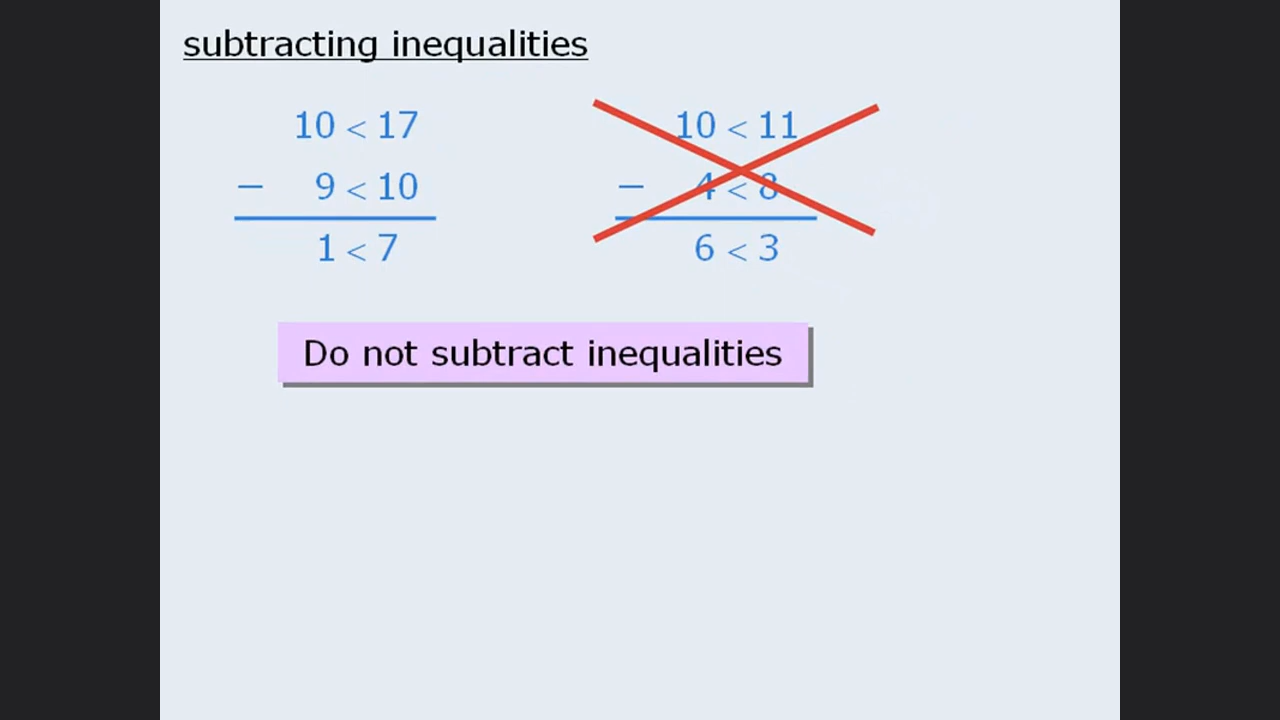 subtracting inequalities
10 < 17
− 9 < 10
1 < 7
10 < 11
− 4 < 8
6 < 3
Do not subtract inequalities